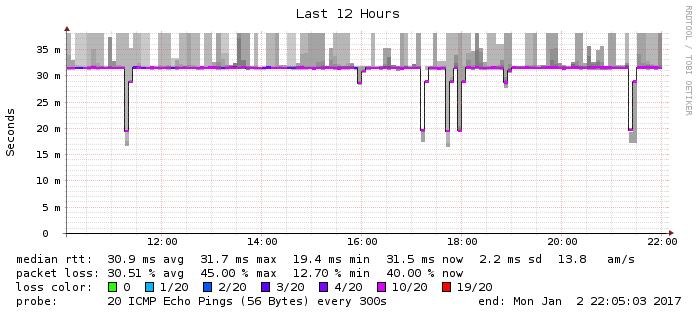 Last 12 Hours
RRDTOOL / TOBI OETIKER
Seconds
35 m
30 m
25 m
20 m
15 m
10 m
5 m
0
12:00 14:00 16:00 18:00 20:00 22:00
median rtt: 30.9 ms avg 31.7 ms max 19.4 ms min 31.5 ms now 2.2 ms sd 13.8 am/s
packet loss: 30.51 % avg 45.00 % max 12.70 % min 40.00 % now
loss color: 0 1/20 2/20 3/20 4/20 10/20 19/20
probe: 20 ICMP Echo Pings (56 Bytes) every 300s end: Mon Jan 2 22:05:03 2017